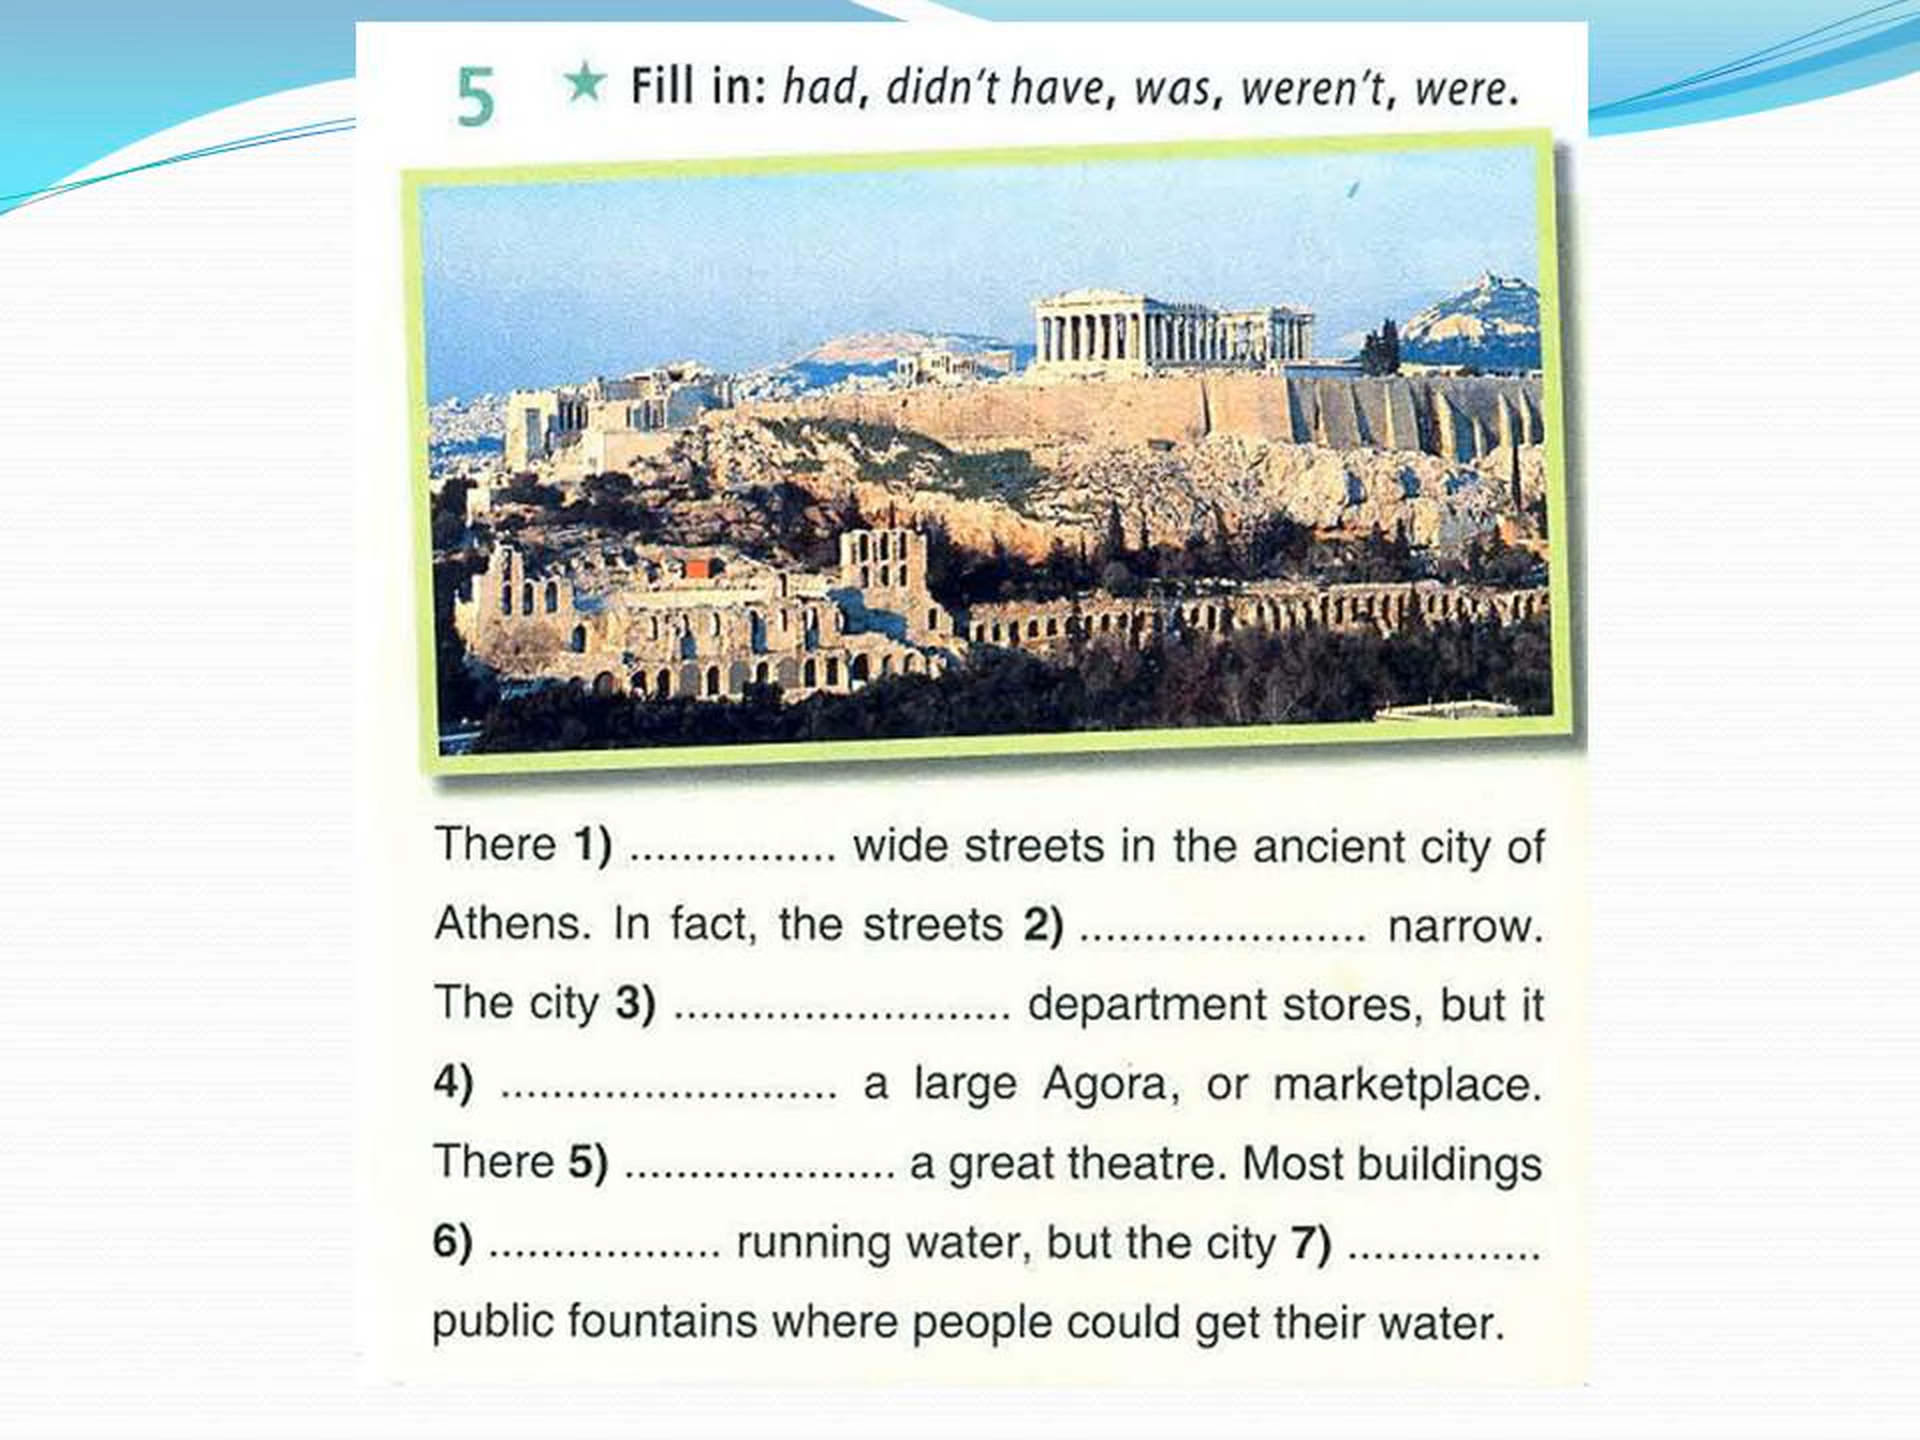 5 ★ Fill in: had, didn't have, was, weren't, were.
There 1) ................ wide streets in the ancient city of
Athens. In fact, the streets 2) ...................... narrow.
The city 3) .......................... department stores, but it
4) .......................... a large Agora, or marketplace.
There 5) ..................... a great theatre. Most buildings
6) .................. running water, but the city 7) ...............
public fountains where people could get their water.